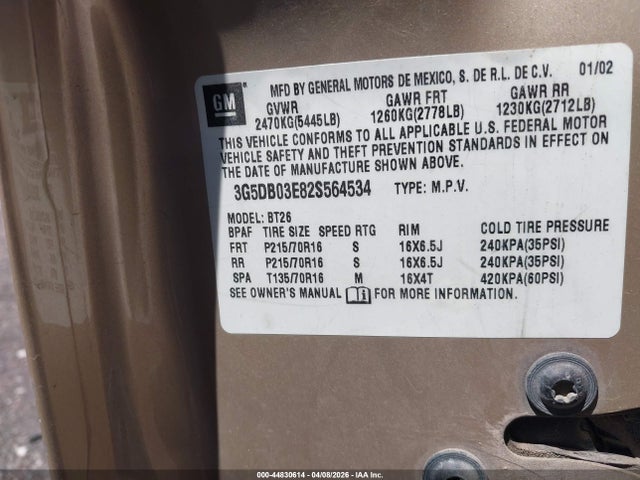 GM
MFD BY GENERAL MOTORS DE MEXICO, S. DE R.L. DE C.V. 01/02
GVWR GAWR FRT GAWR RR
2470KG(5445LB) 1260KG(2778LB) 1230KG(2712LB)
THIS VEHICLE CONFORMS TO ALL APPLICABLE U.S. FEDERAL MOTOR
VEHICLE SAFETY AND THEFT PREVENTION STANDARDS IN EFFECT ON
THE DATE OF MANUFACTURE SHOWN ABOVE.
3G5DB03E82S564534 TYPE: M.P.V.
MODEL: BT26
BPAF TIRE SIZE SPEED RTG RIM COLD TIRE PRESSURE
FRT P215/70R16 S 16X6.5J 240KPA(35PSI)
RR P215/70R16 S 16X6.5J 240KPA(35PSI)
SPA T135/70R16 M 16X4T 420KPA(60PSI)
SEE OWNER'S MANUAL FOR MORE INFORMATION.
000-44830614 - 04/08/2026 - IAA Inc.